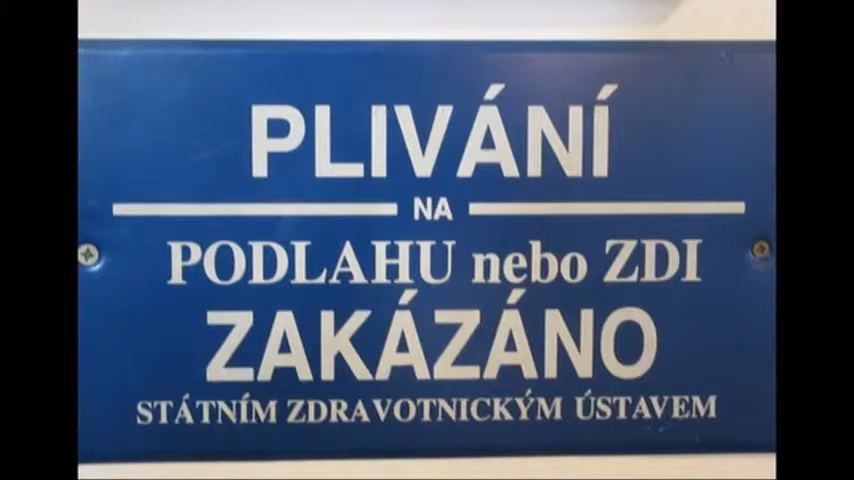 PLIVÁNÍ
NA
PODLAHU nebo ZDI
ZAKÁZÁNO
STÁTNÍM ZDRAVOTNICKÝM ÚSTAVEM